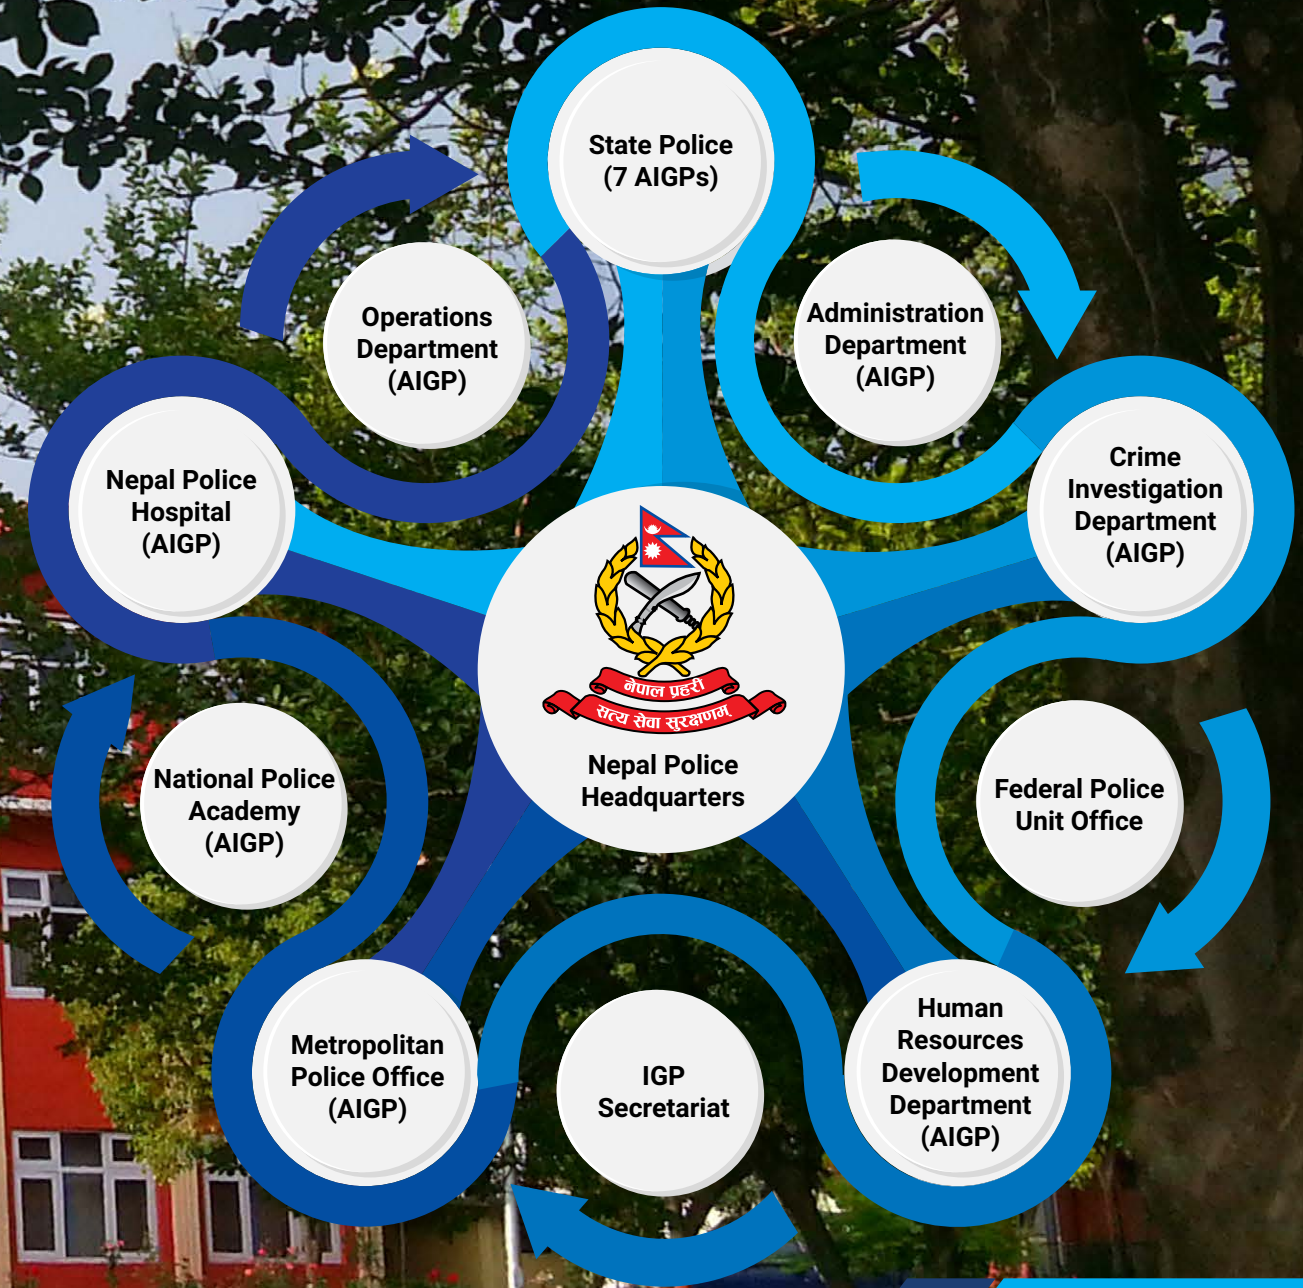 State Police
(7 AIGPs)
Operations
Department
(AIGP)
Administration
Department
(AIGP)
Nepal Police
Hospital
(AIGP)
Crime
Investigation
Department
(AIGP)
नेपाल प्रहरी
सत्य सेवा सुरक्षणम्
Nepal Police
Headquarters
National Police
Academy
(AIGP)
Federal Police
Unit Office
Metropolitan
Police Office
(AIGP)
IGP
Secretariat
Human
Resources
Development
Department
(AIGP)